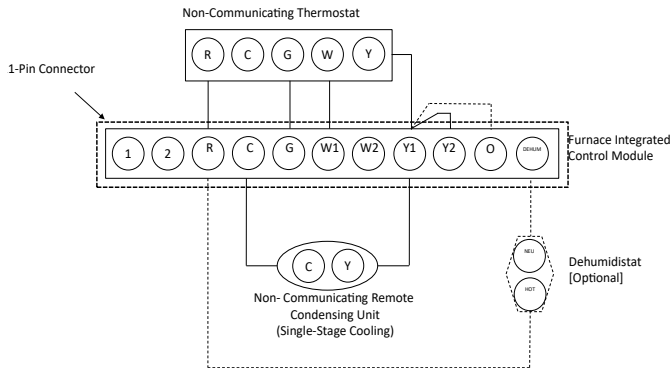 Non-Communicating Thermostat
R C G W Y
1-Pin Connector
1 2 R C G W1 W2 Y1 Y2 O DEHUM
Furnace Integrated
Control Module
C Y
Non- Communicating Remote
Condensing Unit
(Single-Stage Cooling)
NEU
HOT
Dehumidistat
[Optional]